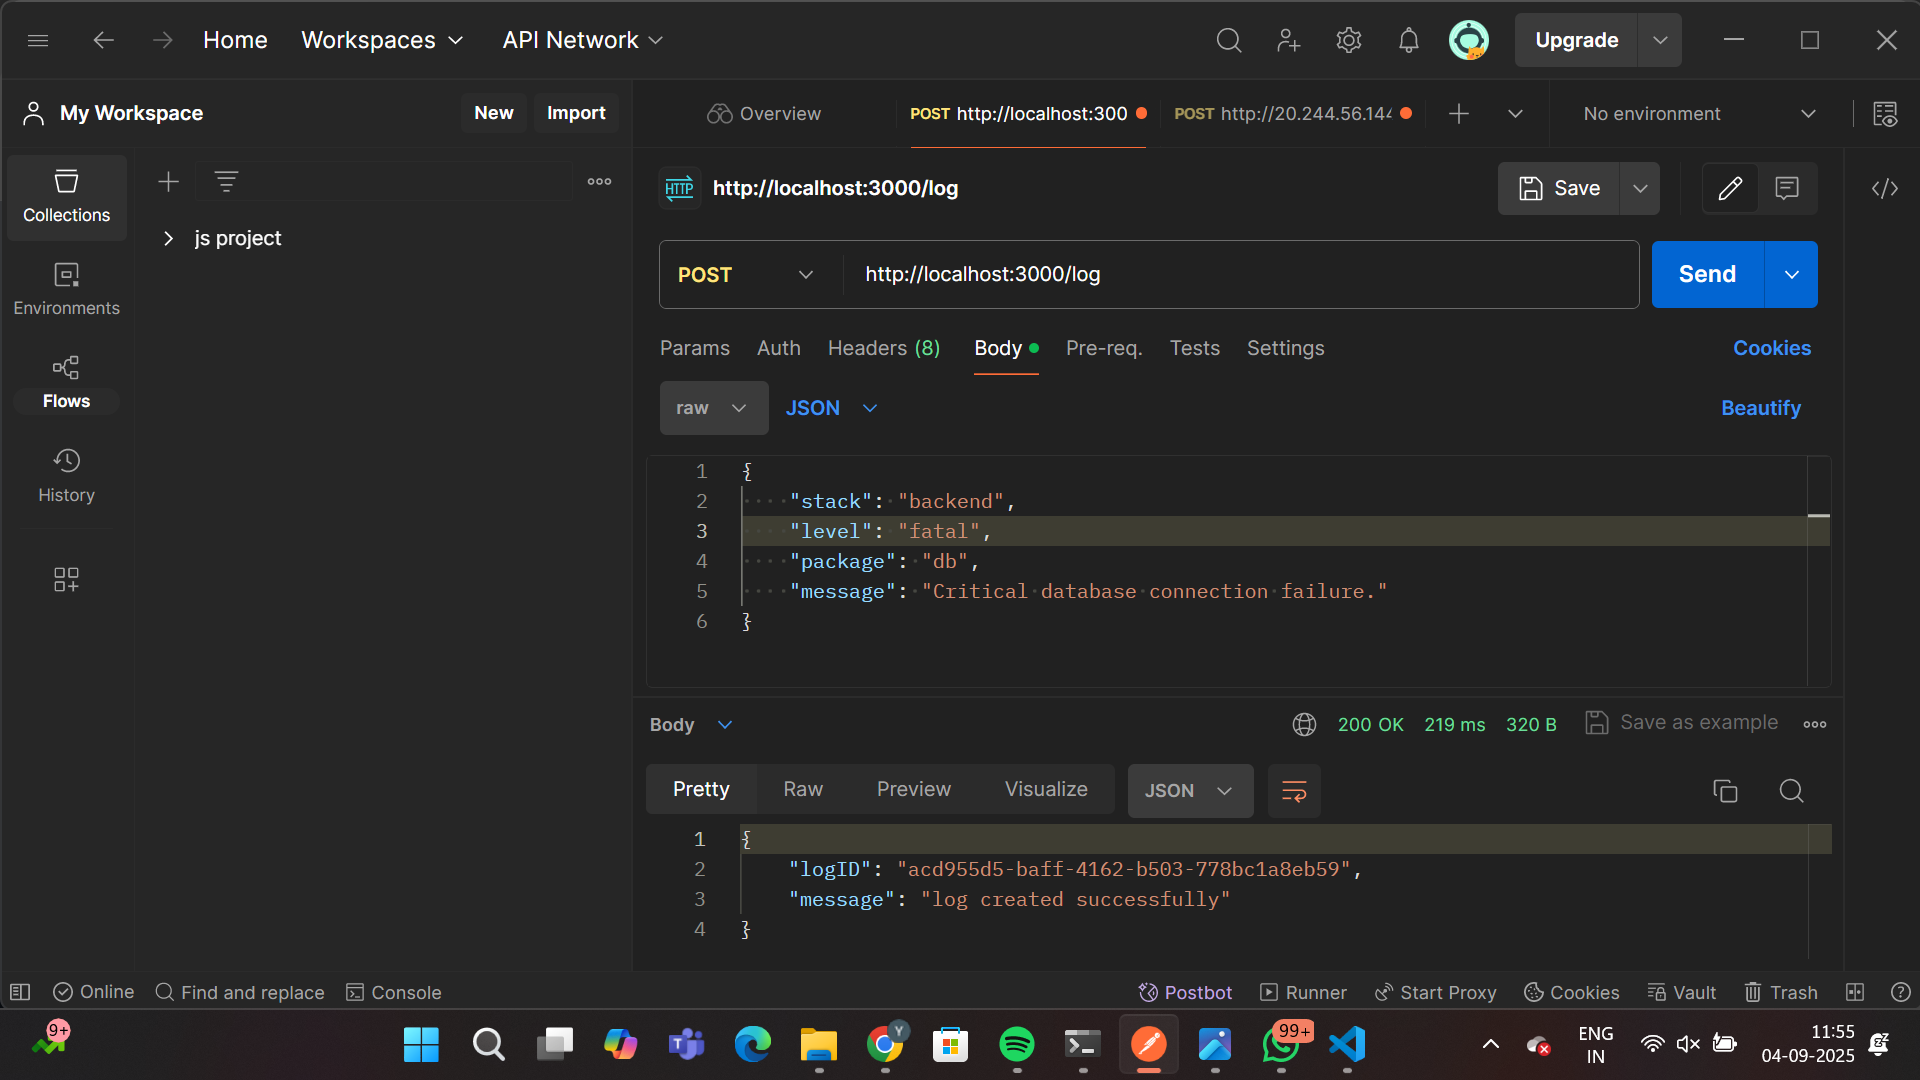 Home
Workspaces
API Network
Upgrade
My Workspace
New
Import
Overview
POST http://localhost:300
POST http://20.244.56.144
No environment
Collections
js project
Environments
Flows
History
HTTP
http://localhost:3000/log
Save
POST
http://localhost:3000/log
Send
Params
Auth
Headers (8)
Body
Pre-req.
Tests
Settings
Cookies
raw
JSON
Beautify
1 {
2 "stack": "backend",
3 "level": "fatal",
4 "package": "db",
5 "message": "Critical database connection failure."
6 }
Body
200 OK
219 ms
320 B
Save as example
Pretty
Raw
Preview
Visualize
JSON
1 {
2 "logID": "acd955d5-baff-4162-b503-778bc1a8eb59",
3 "message": "log created successfully"
4 }
Online
Find and replace
Console
Postbot
Runner
Start Proxy
Cookies
Vault
Trash
9+
Y
99+
ENG
IN
11:55
04-09-2025